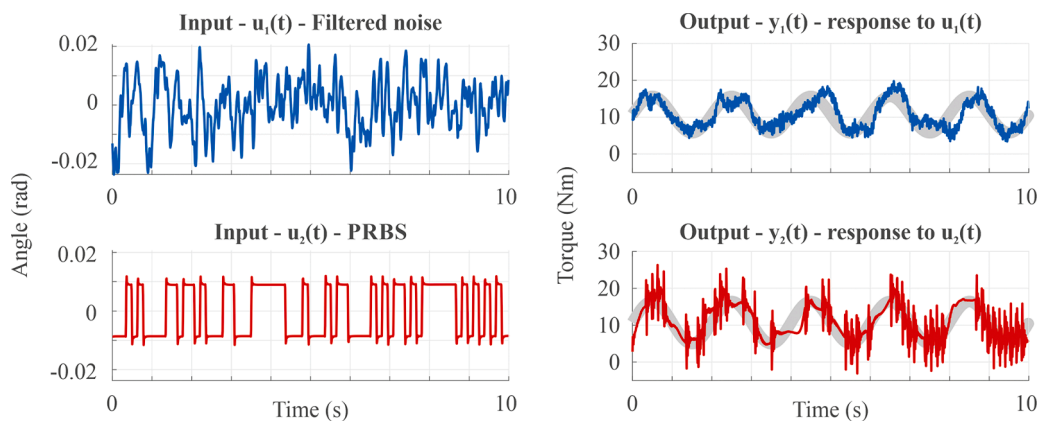 Input - u₁(t) - Filtered noise
0.02
0
-0.02
0
10
Input - u₂(t) - PRBS
0.02
0
-0.02
0
10
Angle (rad)
Time (s)
Output - y₁(t) - response to u₁(t)
30
20
10
0
0
10
Output - y₂(t) - response to u₂(t)
30
20
10
0
0
10
Torque (Nm)
Time (s)